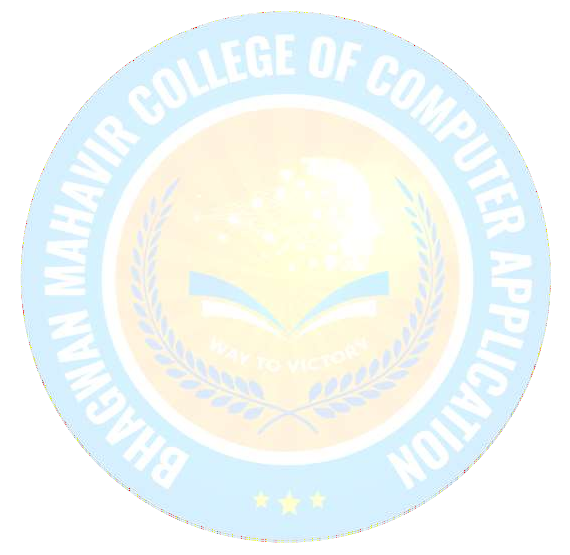 BHAGWAN MAHAVIR COLLEGE OF COMPUTER APPLICATION
WAY TO VICTORY